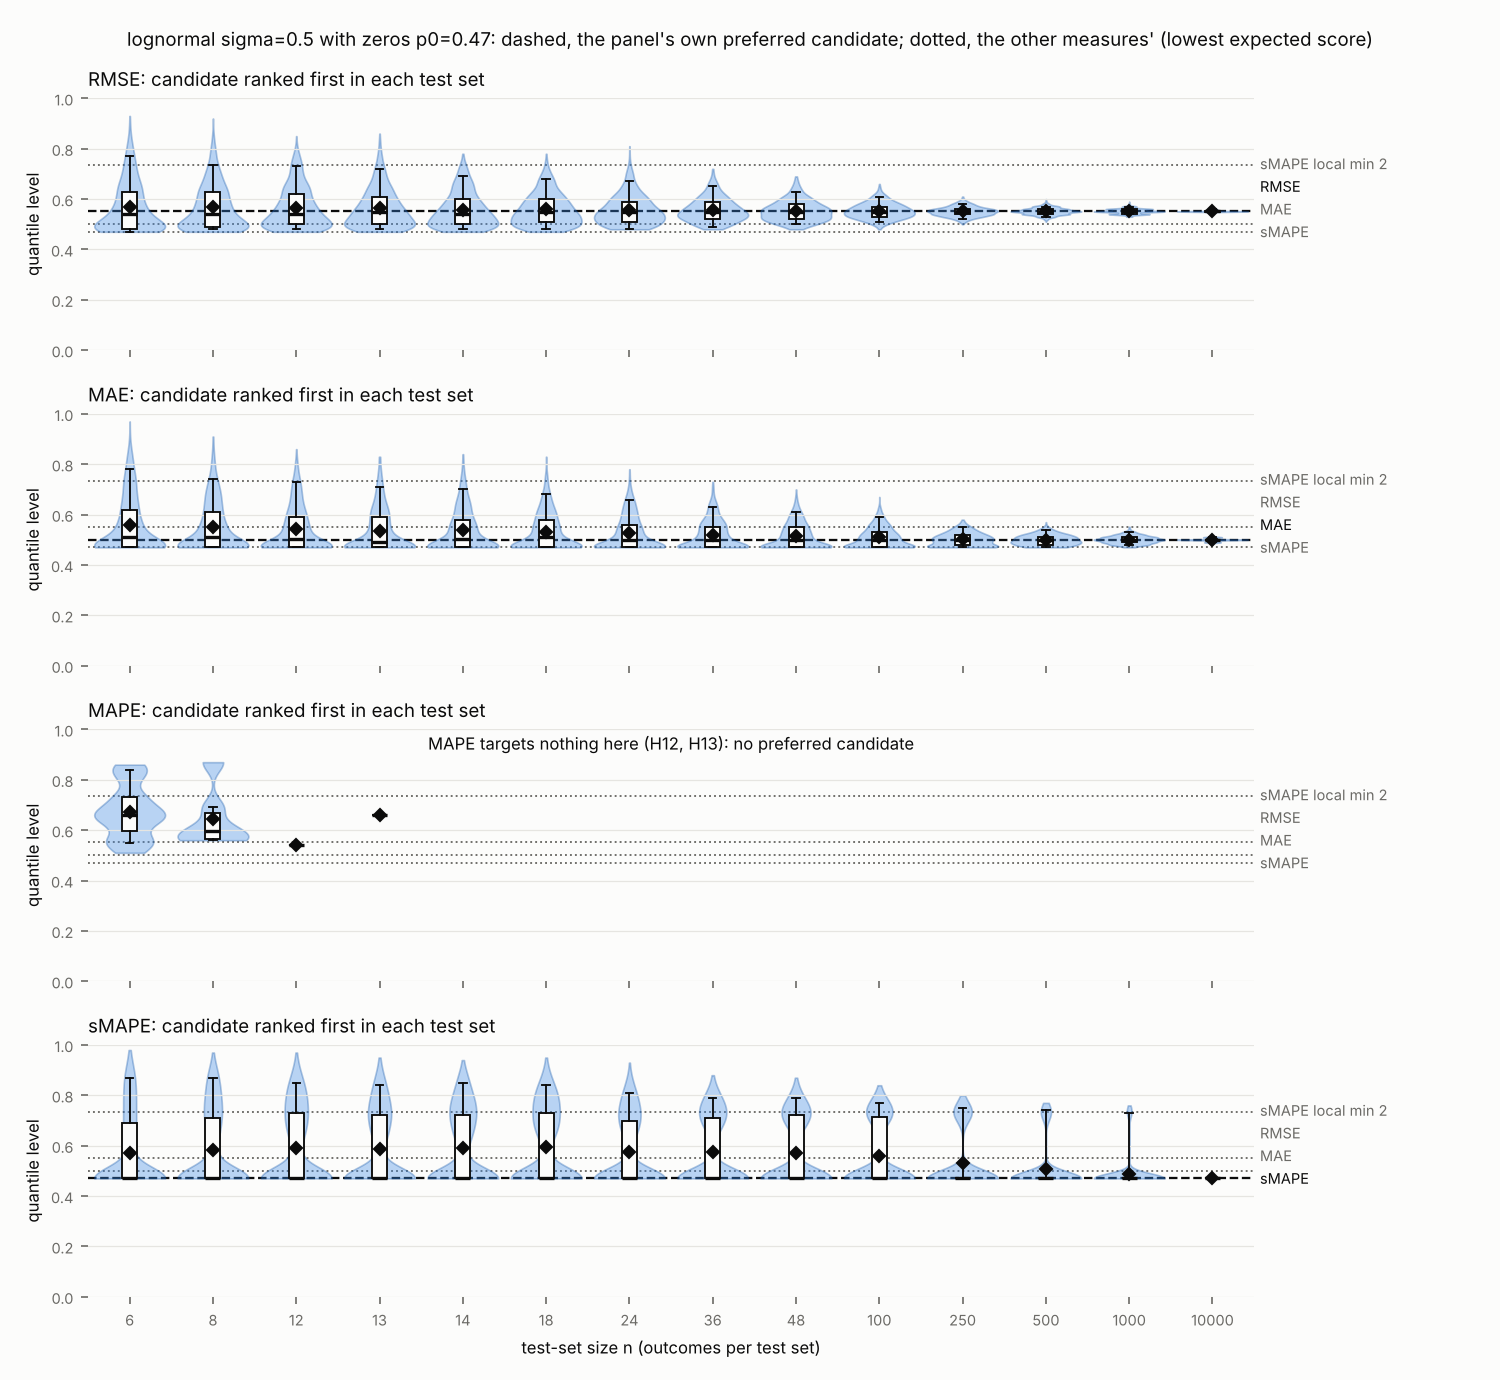 lognormal sigma=0.5 with zeros p0=0.47: dashed, the panel's own preferred candidate; dotted, the other measures' (lowest expected score)
RMSE: candidate ranked first in each test set
1.0
0.8
0.6
0.4
0.2
0.0
quantile level
sMAPE local min 2
RMSE
MAE
sMAPE
MAE: candidate ranked first in each test set
1.0
0.8
0.6
0.4
0.2
0.0
quantile level
sMAPE local min 2
RMSE
MAE
sMAPE
MAPE: candidate ranked first in each test set
MAPE targets nothing here (H12, H13): no preferred candidate
1.0
0.8
0.6
0.4
0.2
0.0
quantile level
sMAPE local min 2
RMSE
MAE
sMAPE
sMAPE: candidate ranked first in each test set
1.0
0.8
0.6
0.4
0.2
0.0
quantile level
sMAPE local min 2
RMSE
MAE
sMAPE
6 8 12 13 14 18 24 36 48 100 250 500 1000 10000
test-set size n (outcomes per test set)